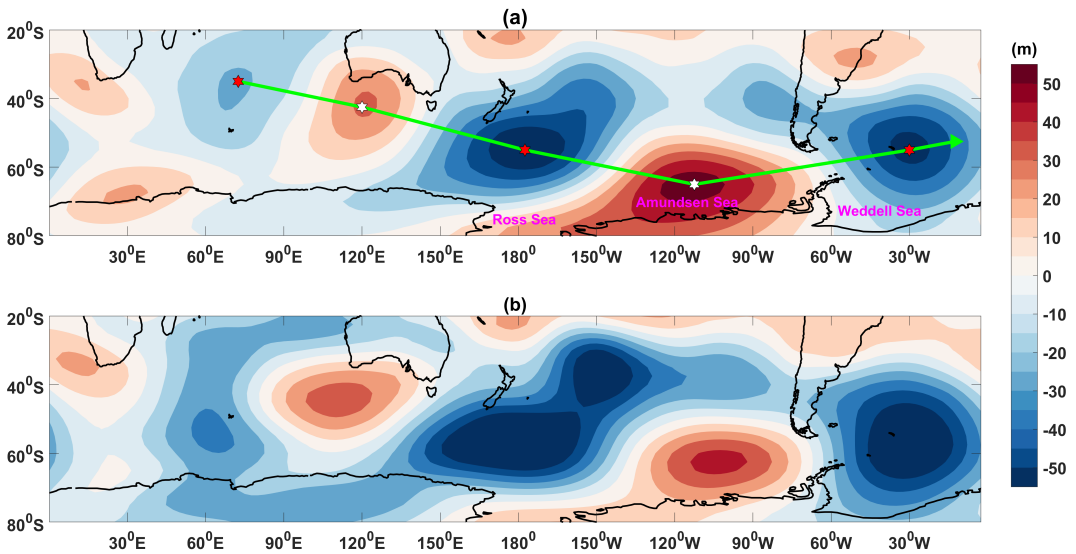 (a)
(m)
20⁰S
40⁰S
60⁰S
80⁰S
Ross Sea
Amundsen Sea
Weddell Sea
30⁰E 60⁰E 90⁰E 120⁰E 150⁰E 180⁰ 150⁰W 120⁰W 90⁰W 60⁰W 30⁰W
(b)
20⁰S
40⁰S
60⁰S
80⁰S
30⁰E 60⁰E 90⁰E 120⁰E 150⁰E 180⁰ 150⁰W 120⁰W 90⁰W 60⁰W 30⁰W
50
40
30
20
10
0
-10
-20
-30
-40
-50